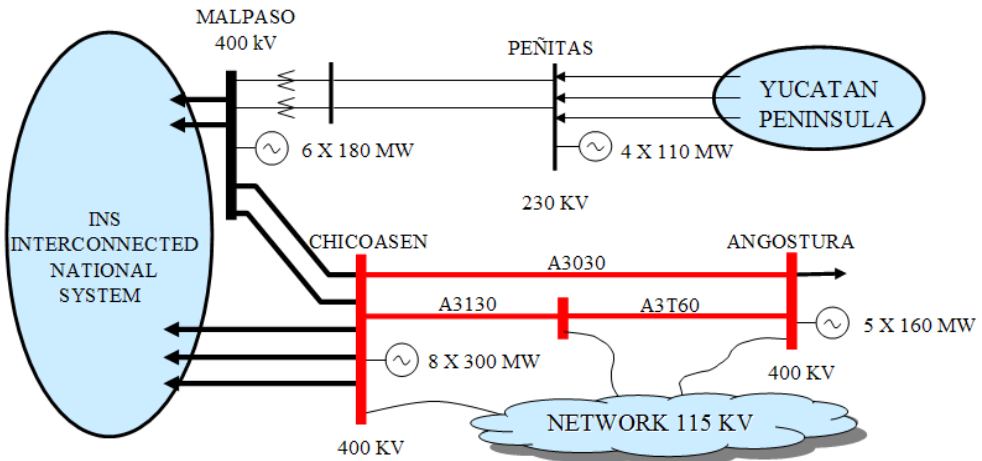 MALPASO
400 kV
PEÑITAS
YUCATAN
PENINSULA
6 X 180 MW
4 X 110 MW
230 KV
INS
INTERCONNECTED
NATIONAL
SYSTEM
CHICOASEN
ANGOSTURA
A3030
A3130
A3T60
5 X 160 MW
8 X 300 MW
400 KV
NETWORK 115 KV
400 KV